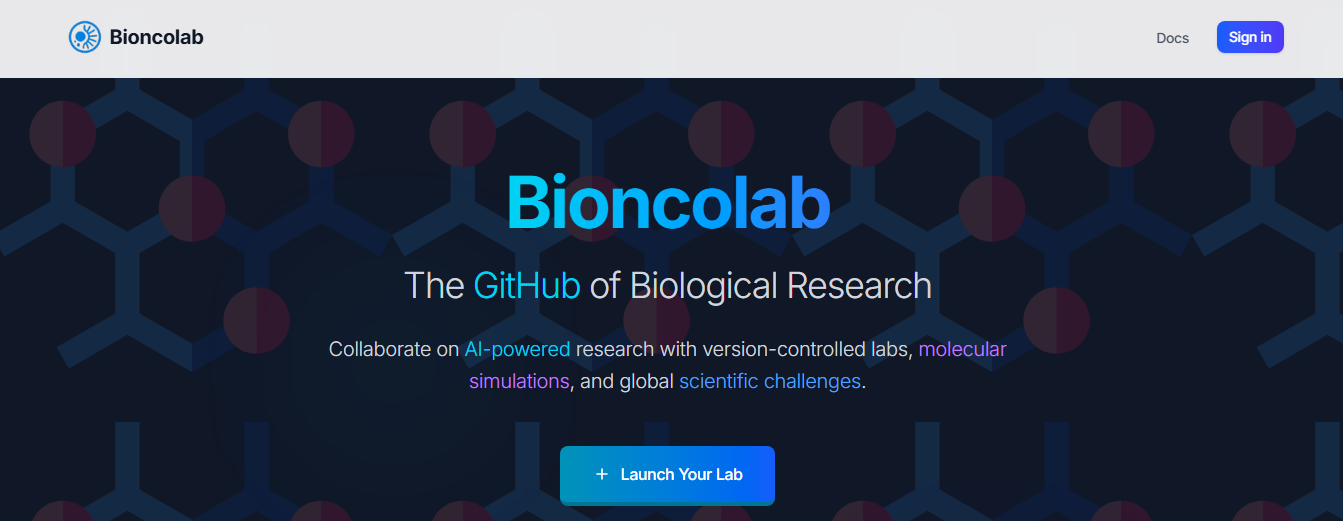 Bioncolab
Docs
Sign in
Bioncolab
The GitHub of Biological Research
Collaborate on AI-powered research with version-controlled labs, molecular
simulations, and global scientific challenges.
+ Launch Your Lab